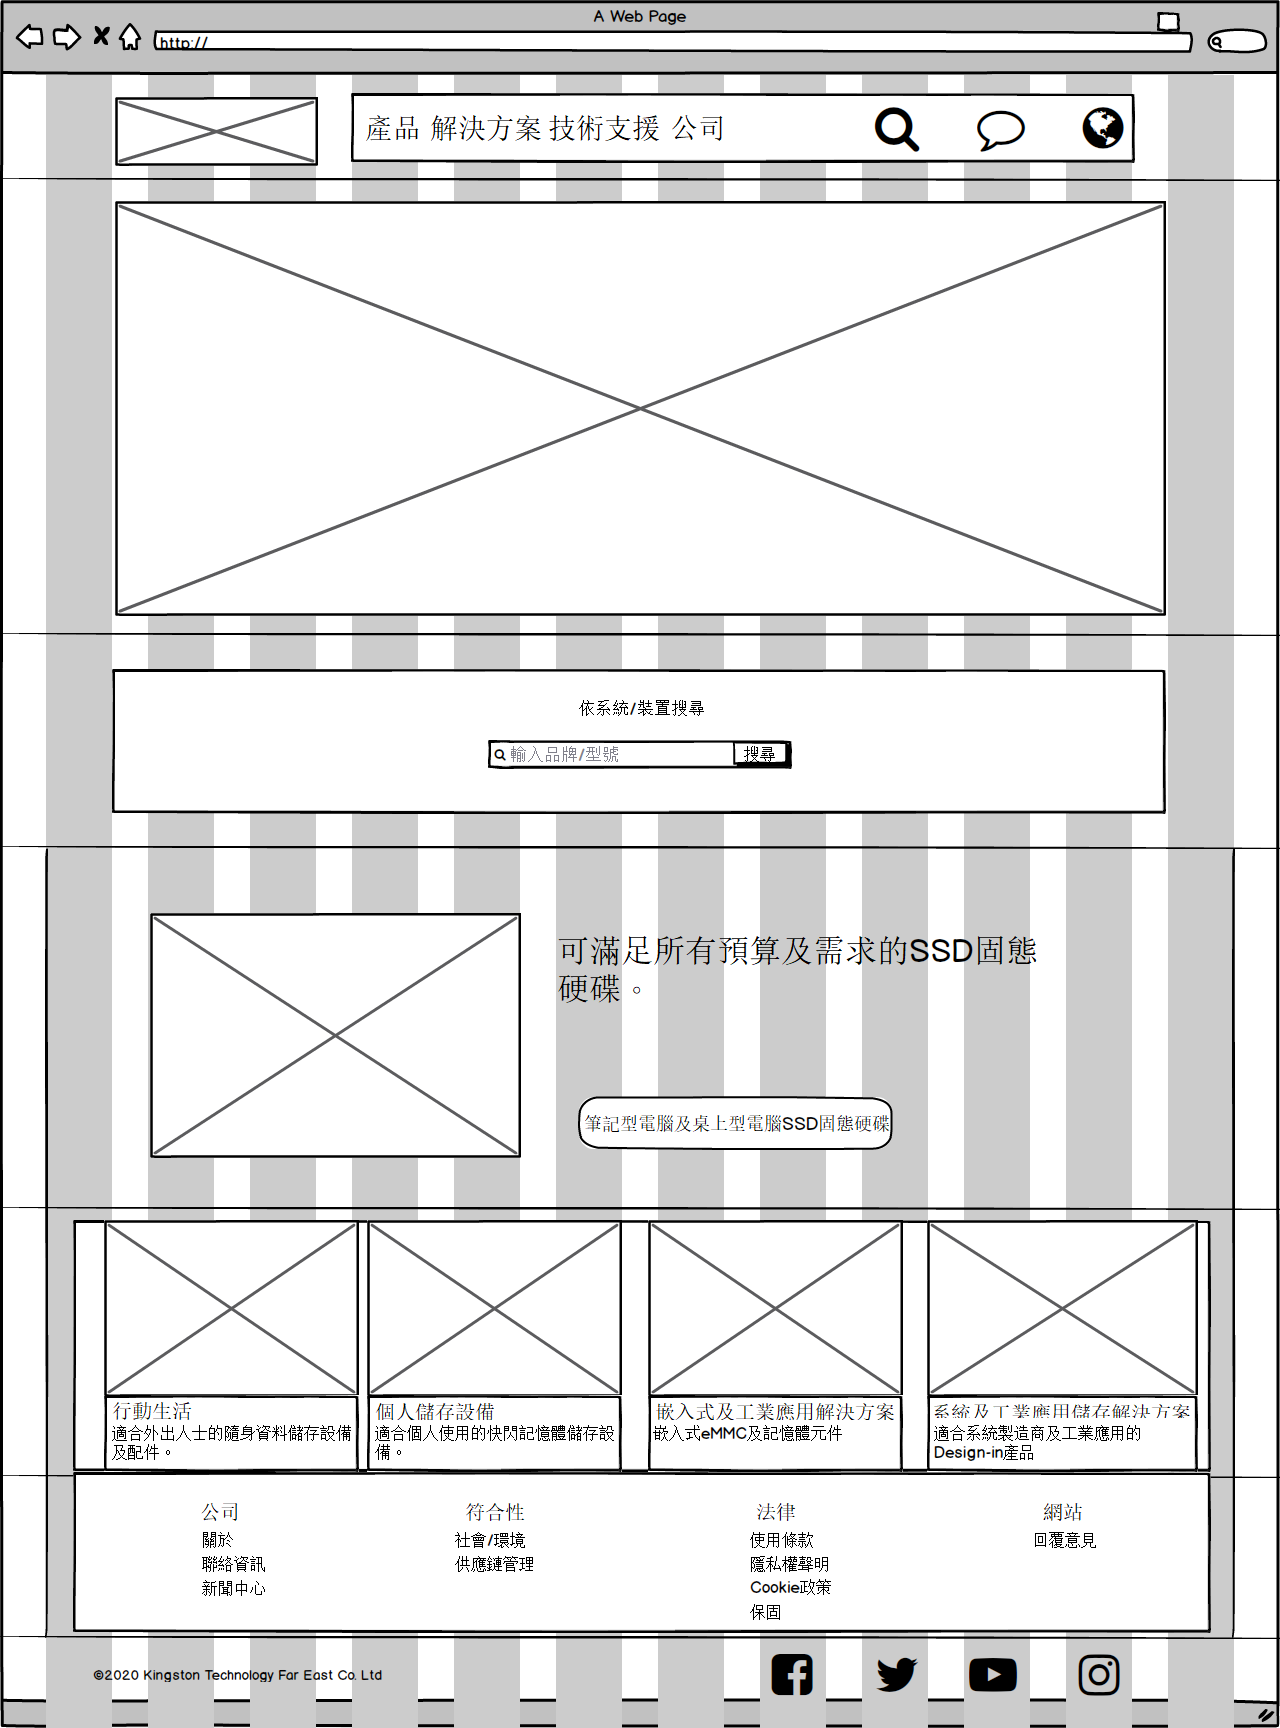 A Web Page
http://
產品 解決方案 技術支援 公司
依系統/裝置搜尋
輸入品牌/型號 搜尋
可滿足所有預算及需求的SSD固態
硬碟。
筆記型電腦及桌上型電腦SSD固態硬碟
行動生活
適合外出人士的隨身資料儲存設備
及配件。
個人儲存設備
適合個人使用的快閃記憶體儲存設
備。
嵌入式及工業應用解決方案
嵌入式eMMC及記憶體元件
系統及工業應用儲存解決方案
適合系統製造商及工業應用的
Design-in產品
公司
關於
聯絡資訊
新聞中心
符合性
社會/環境
供應鏈管理
法律
使用條款
隱私權聲明
Cookie政策
保固
網站
回覆意見
©2020 Kingston Technology Far East Co. Ltd